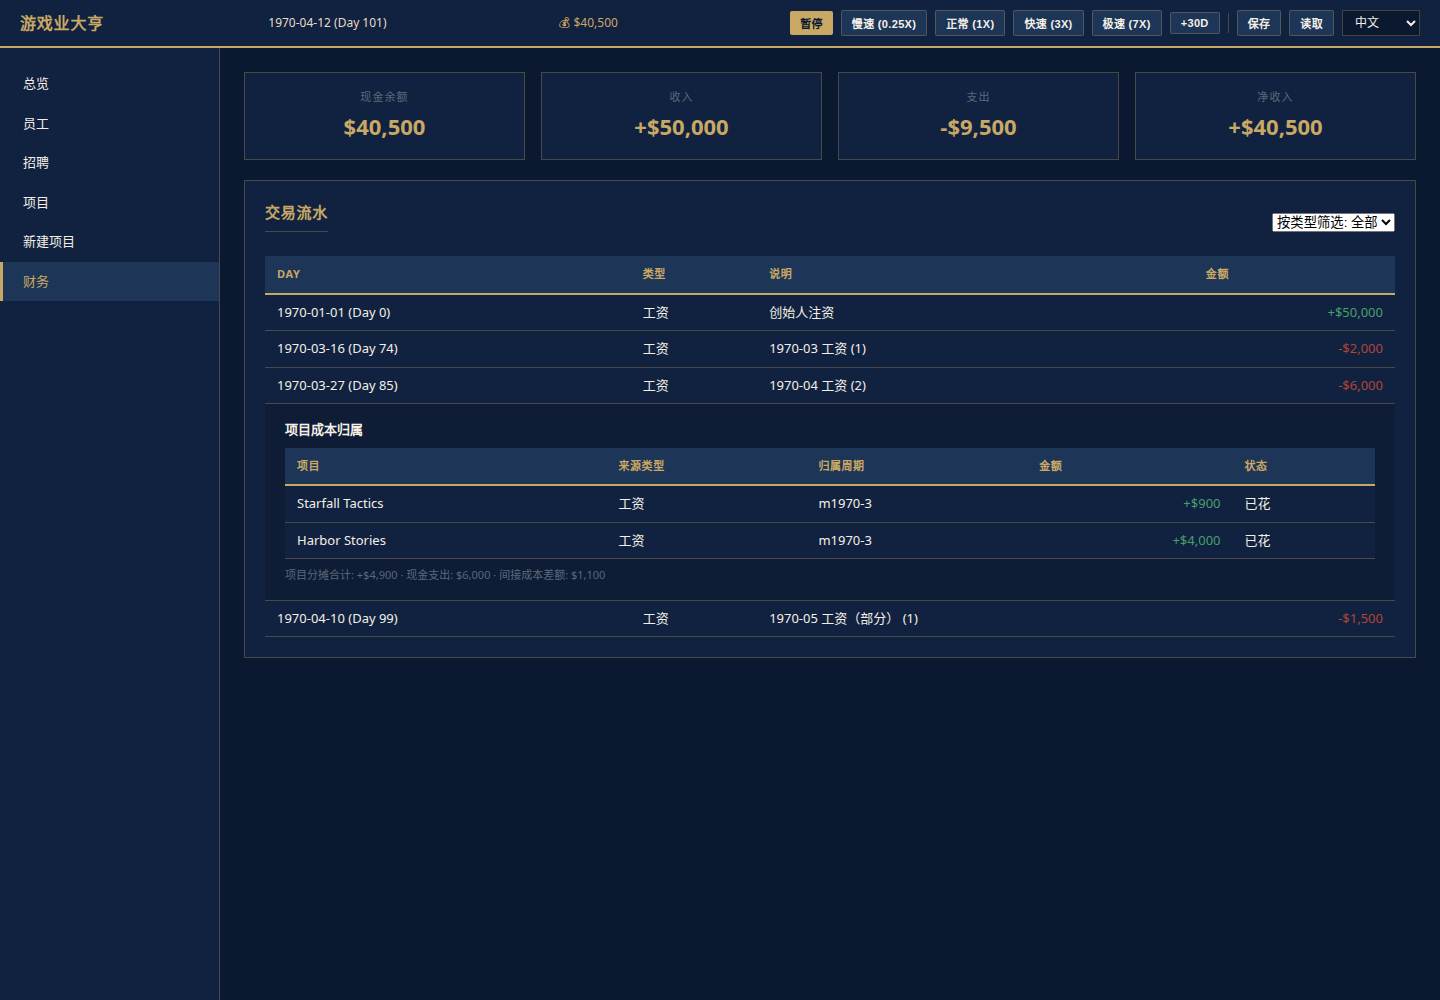 游戏业大亨 1970-04-12 (Day 101) 💰 $40,500 暂停 慢速 (0.25X) 正常 (1X) 快速 (3X) 极速 (7X) +30D 保存 读取 中文
总览
员工
招聘
项目
新建项目
财务
现金余额 收入 支出 净收入
$40,500 +$50,000 -$9,500 +$40,500
交易流水 按类型筛选: 全部
DAY 类型 说明 金额
1970-01-01 (Day 0) 工资 创始人注资 +$50,000
1970-03-16 (Day 74) 工资 1970-03 工资 (1) -$2,000
1970-03-27 (Day 85) 工资 1970-04 工资 (2) -$6,000
项目成本归属
项目 来源类型 归属周期 金额 状态
Starfall Tactics 工资 m1970-3 +$900 已花
Harbor Stories 工资 m1970-3 +$4,000 已花
项目分摊合计: +$4,900 · 现金支出: $6,000 · 间接成本差额: $1,100
1970-04-10 (Day 99) 工资 1970-05 工资（部分） (1) -$1,500